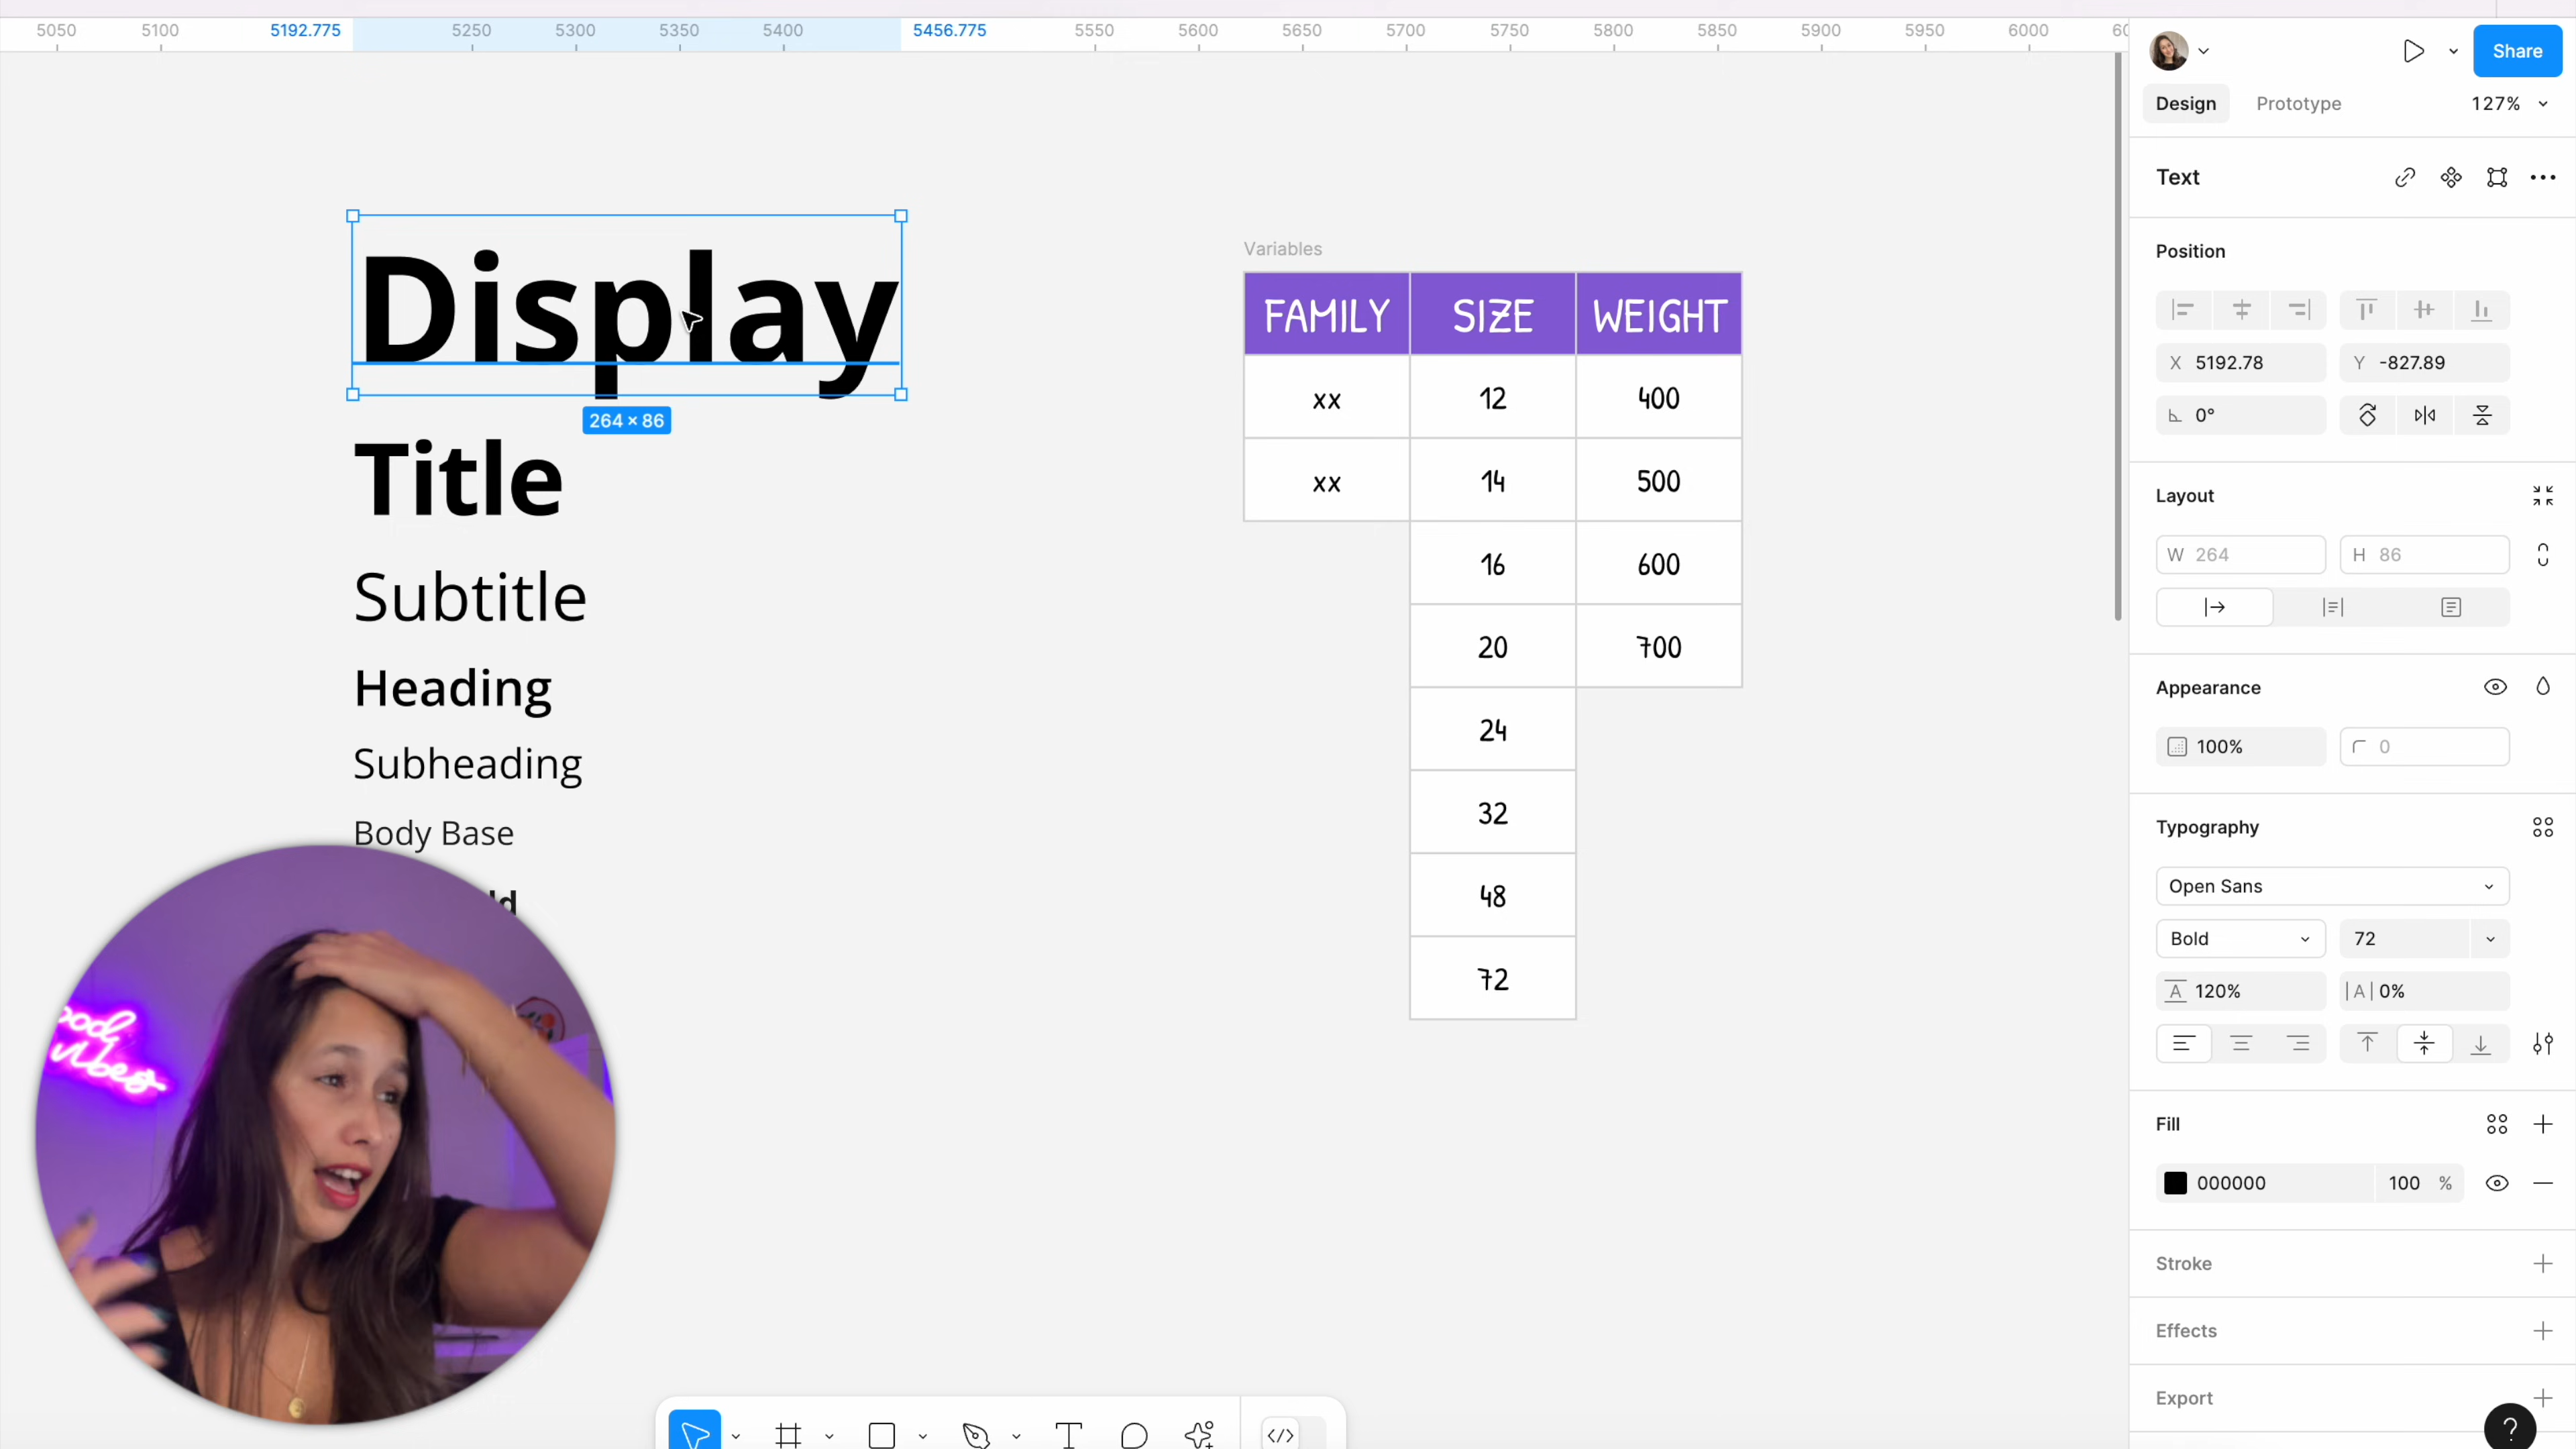 5050 5100 5192.775 5250 5300 5350 5400 5456.775 5550 5600 5650 5700 5750 5800 5850 5900 5950 6000
Share
Design Prototype 127%
Text
Display
264 × 86
Title
Subtitle
Heading
Subheading
Body Base
vibes
Variables
FAMILY SIZE WEIGHT
xx 12 400
xx 14 500
16 600
20 700
24
32
48
72
Position
X 5192.78 Y -827.89
0°
Layout
W 264 H 86
Appearance
100% 0
Typography
Open Sans
Bold 72
120% |A| 0%
Fill
000000 100 %
Stroke
Effects
Export
?